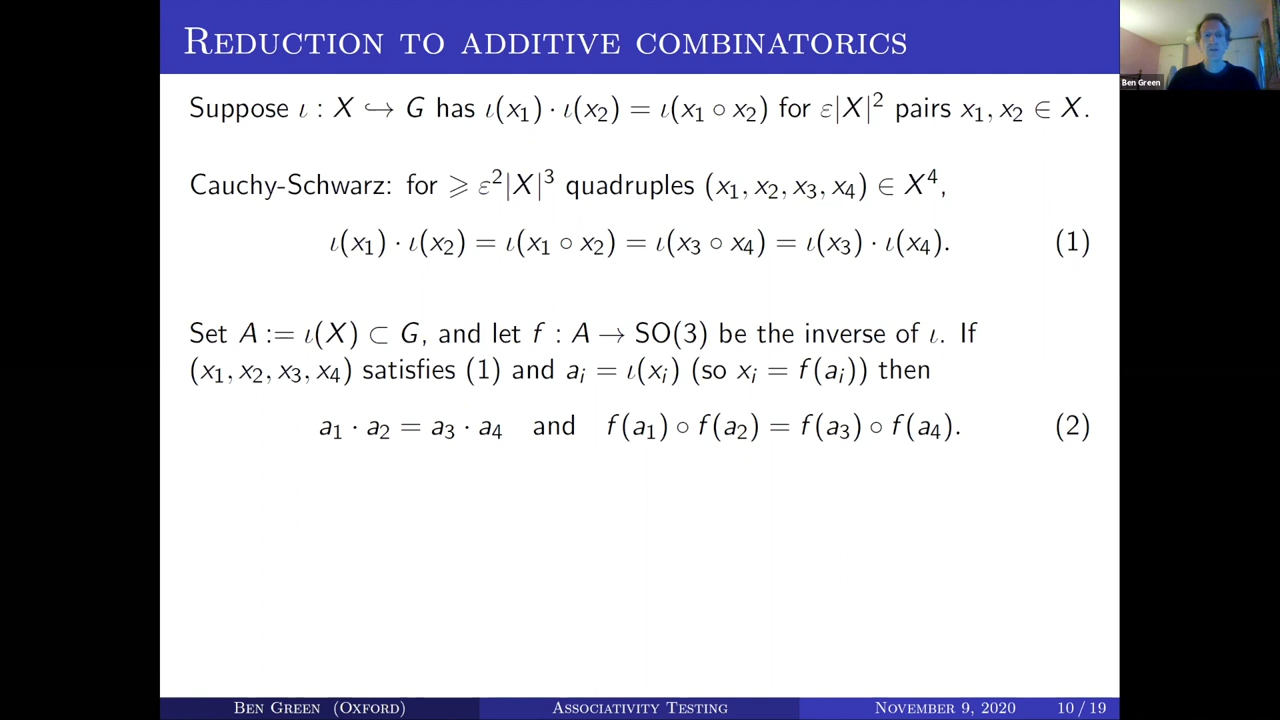 REDUCTION TO ADDITIVE COMBINATORICS
Ben Green
Suppose ι : X ↪ G has ι(x₁) · ι(x₂) = ι(x₁ ∘ x₂) for ε|X|² pairs x₁, x₂ ∈ X.
Cauchy-Schwarz: for ⩾ ε²|X|³ quadruples (x₁, x₂, x₃, x₄) ∈ X⁴,
ι(x₁) · ι(x₂) = ι(x₁ ∘ x₂) = ι(x₃ ∘ x₄) = ι(x₃) · ι(x₄). (1)
Set A := ι(X) ⊂ G, and let f : A → SO(3) be the inverse of ι. If
(x₁, x₂, x₃, x₄) satisfies (1) and aᵢ = ι(xᵢ) (so xᵢ = f(aᵢ)) then
a₁ · a₂ = a₃ · a₄ and f(a₁) ∘ f(a₂) = f(a₃) ∘ f(a₄). (2)
BEN GREEN (OXFORD) ASSOCIATIVITY TESTING NOVEMBER 9, 2020 10 / 19